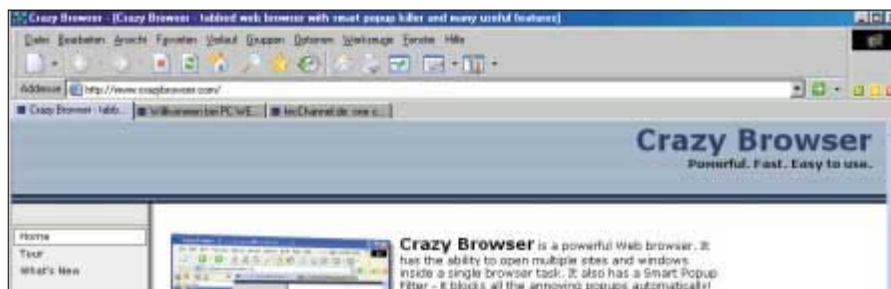 Crazy Browser - [Crazy Browser - tabbed web browser with smart popup killer and many useful features]
Datei Bearbeiten Ansicht Favoriten Verlauf Gruppen Optionen Werkzeuge Fenster Hilfe
Addresse http://www.crazybrowser.com/
Crazy Browser - tabb... Willkommen bei PC WE... tecChannel.de: one c...
Crazy Browser
Powerful. Fast. Easy to use.
Home
Tour
What's New
Crazy Browser is a powerful Web browser. It
has the ability to open multiple sites and windows
inside a single browser task. It also has a Smart Popup
Filter - it blocks all the annoying popups automatically!